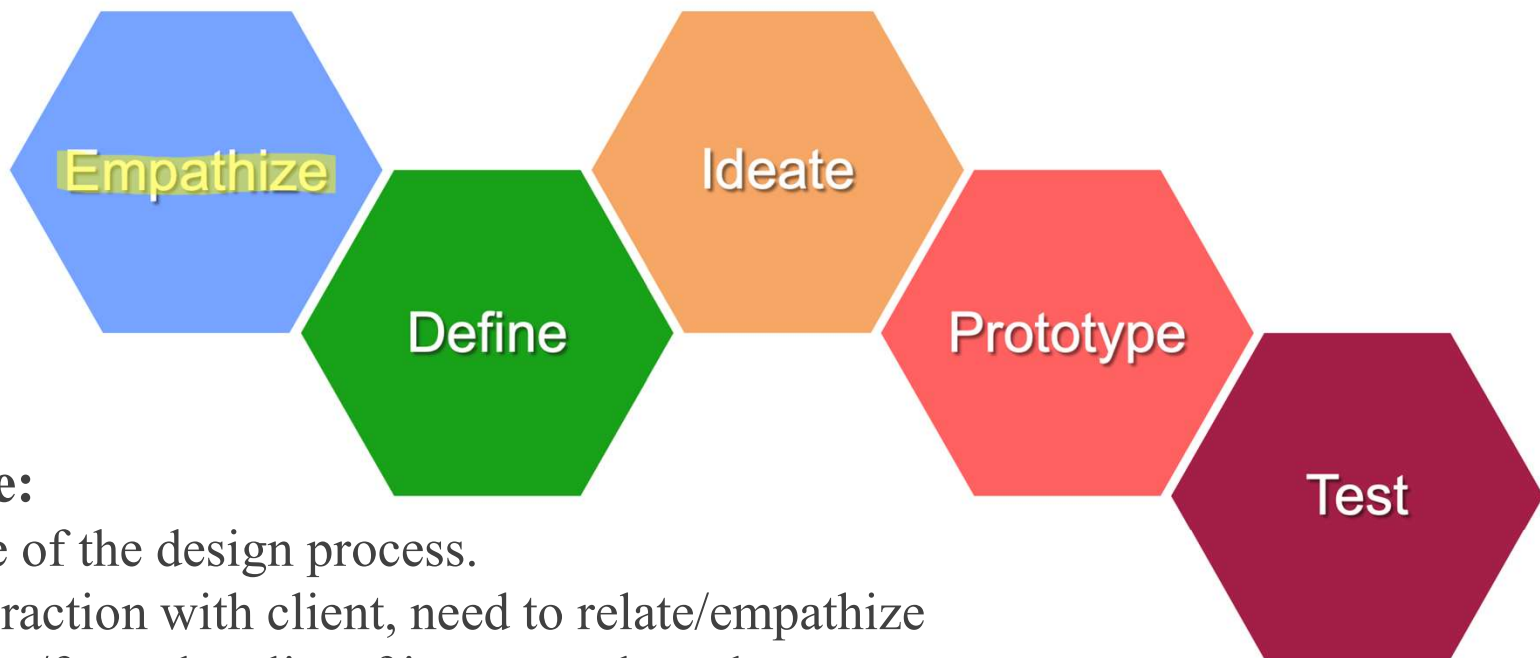 Empathize
Define
Ideate
Prototype
Test
e:
e of the design process.
raction with client, need to relate/empathize